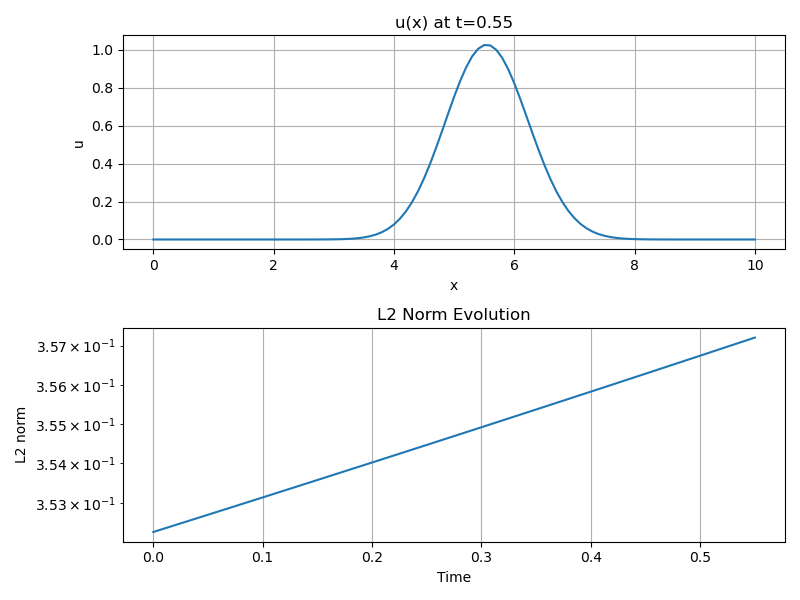 u(x) at t=0.55
u
1.0
0.8
0.6
0.4
0.2
0.0
0 2 4 6 8 10
x
L2 Norm Evolution
L2 norm
3.57×10⁻¹
3.56×10⁻¹
3.55×10⁻¹
3.54×10⁻¹
3.53×10⁻¹
0.0 0.1 0.2 0.3 0.4 0.5
Time